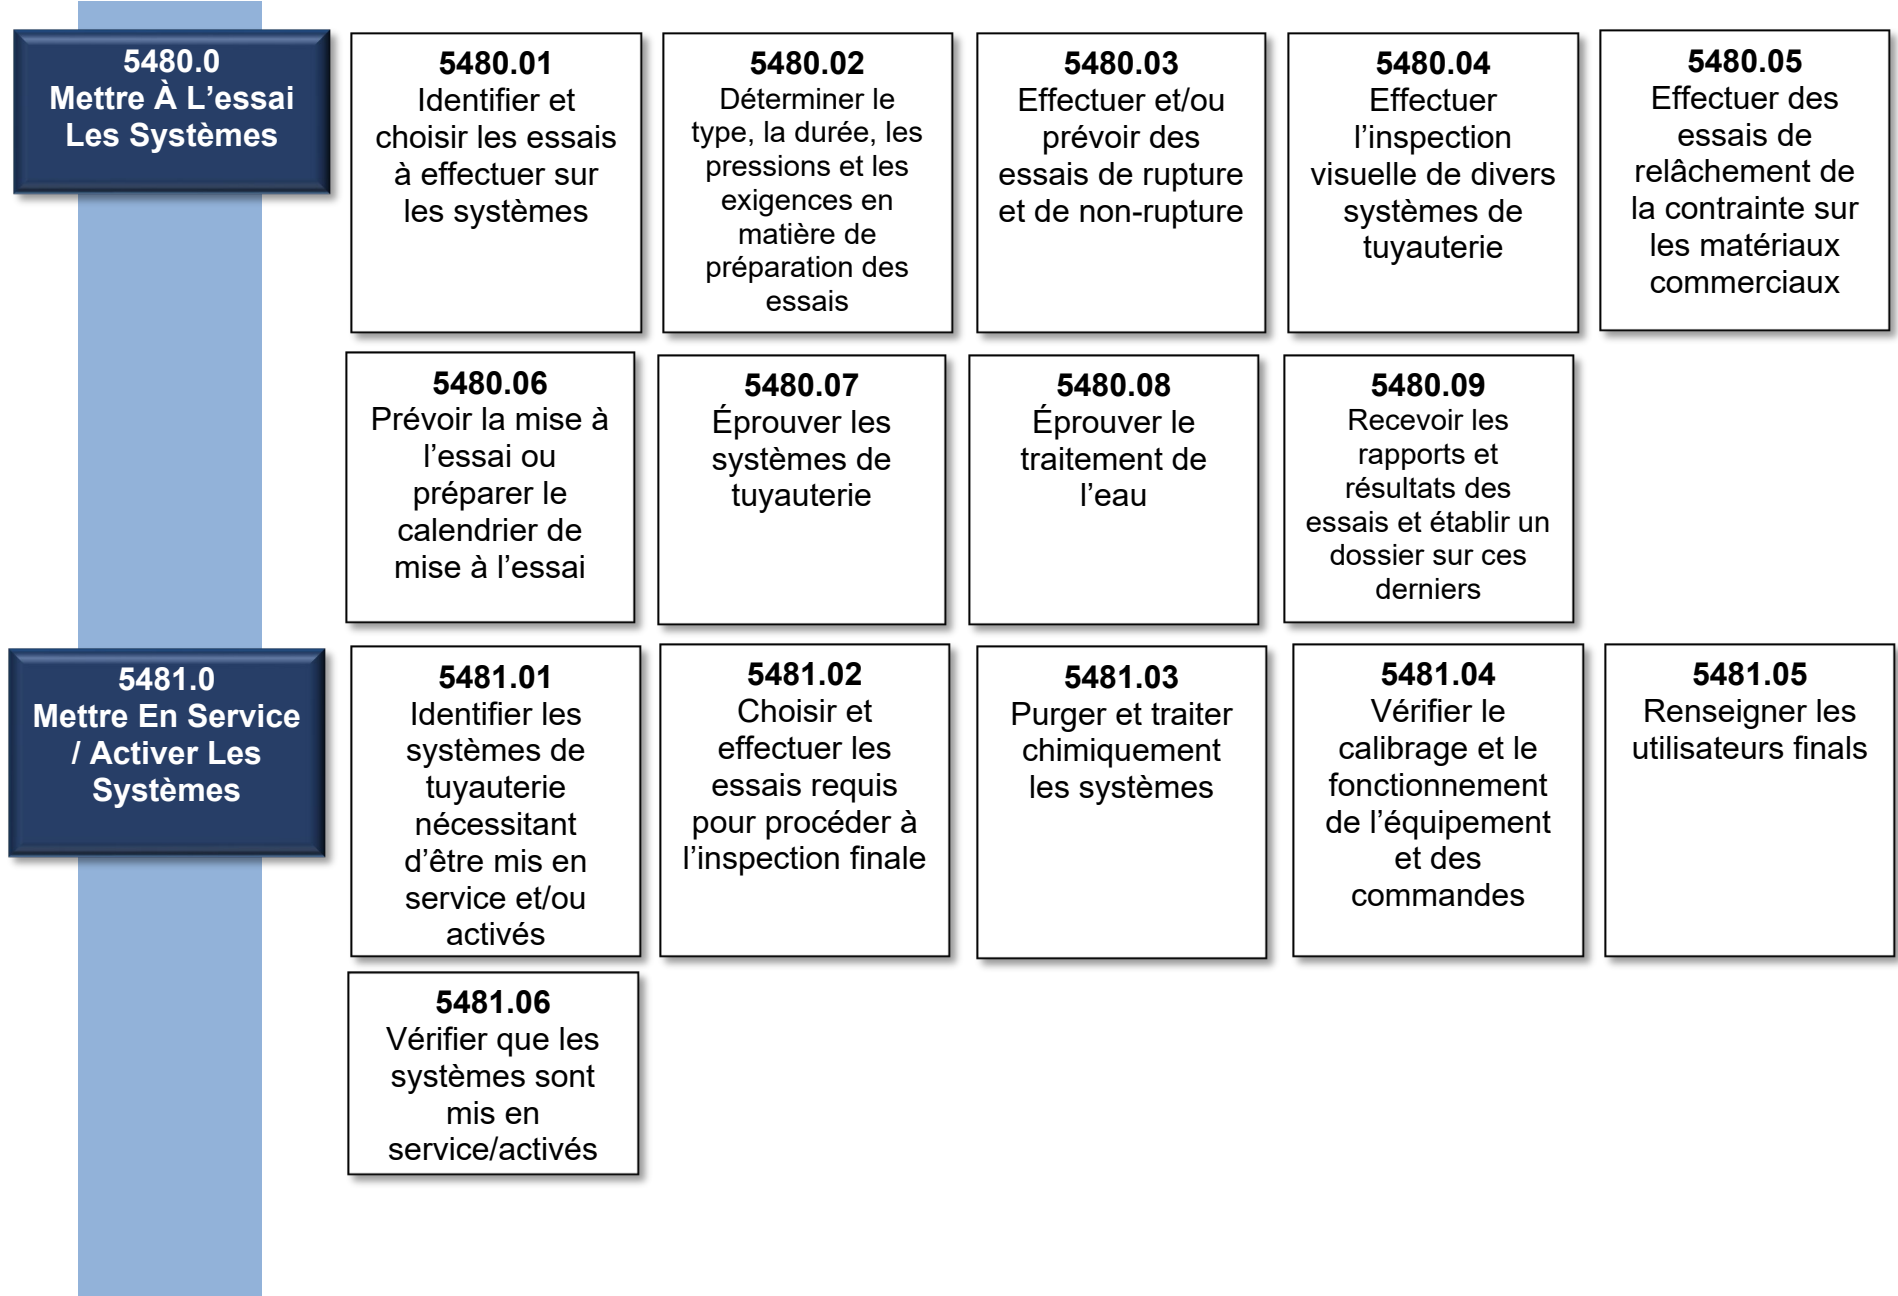 5480.0
Mettre À L’essai
Les Systèmes
5480.01
Identifier et
choisir les essais
à effectuer sur
les systèmes
5480.02
Déterminer le
type, la durée, les
pressions et les
exigences en
matière de
préparation des
essais
5480.03
Effectuer et/ou
prévoir des
essais de rupture
et de non-rupture
5480.04
Effectuer
l’inspection
visuelle de divers
systèmes de
tuyauterie
5480.05
Effectuer des
essais de
relâchement de
la contrainte sur
les matériaux
commerciaux
5480.06
Prévoir la mise à
l’essai ou
préparer le
calendrier de
mise à l’essai
5480.07
Éprouver les
systèmes de
tuyauterie
5480.08
Éprouver le
traitement de
l’eau
5480.09
Recevoir les
rapports et
résultats des
essais et établir un
dossier sur ces
derniers
5481.0
Mettre En Service
/ Activer Les
Systèmes
5481.01
Identifier les
systèmes de
tuyauterie
nécessitant
d’être mis en
service et/ou
activés
5481.02
Choisir et
effectuer les
essais requis
pour procéder à
l’inspection finale
5481.03
Purger et traiter
chimiquement
les systèmes
5481.04
Vérifier le
calibrage et le
fonctionnement
de l’équipement
et des
commandes
5481.05
Renseigner les
utilisateurs finals
5481.06
Vérifier que les
systèmes sont
mis en
service/activés